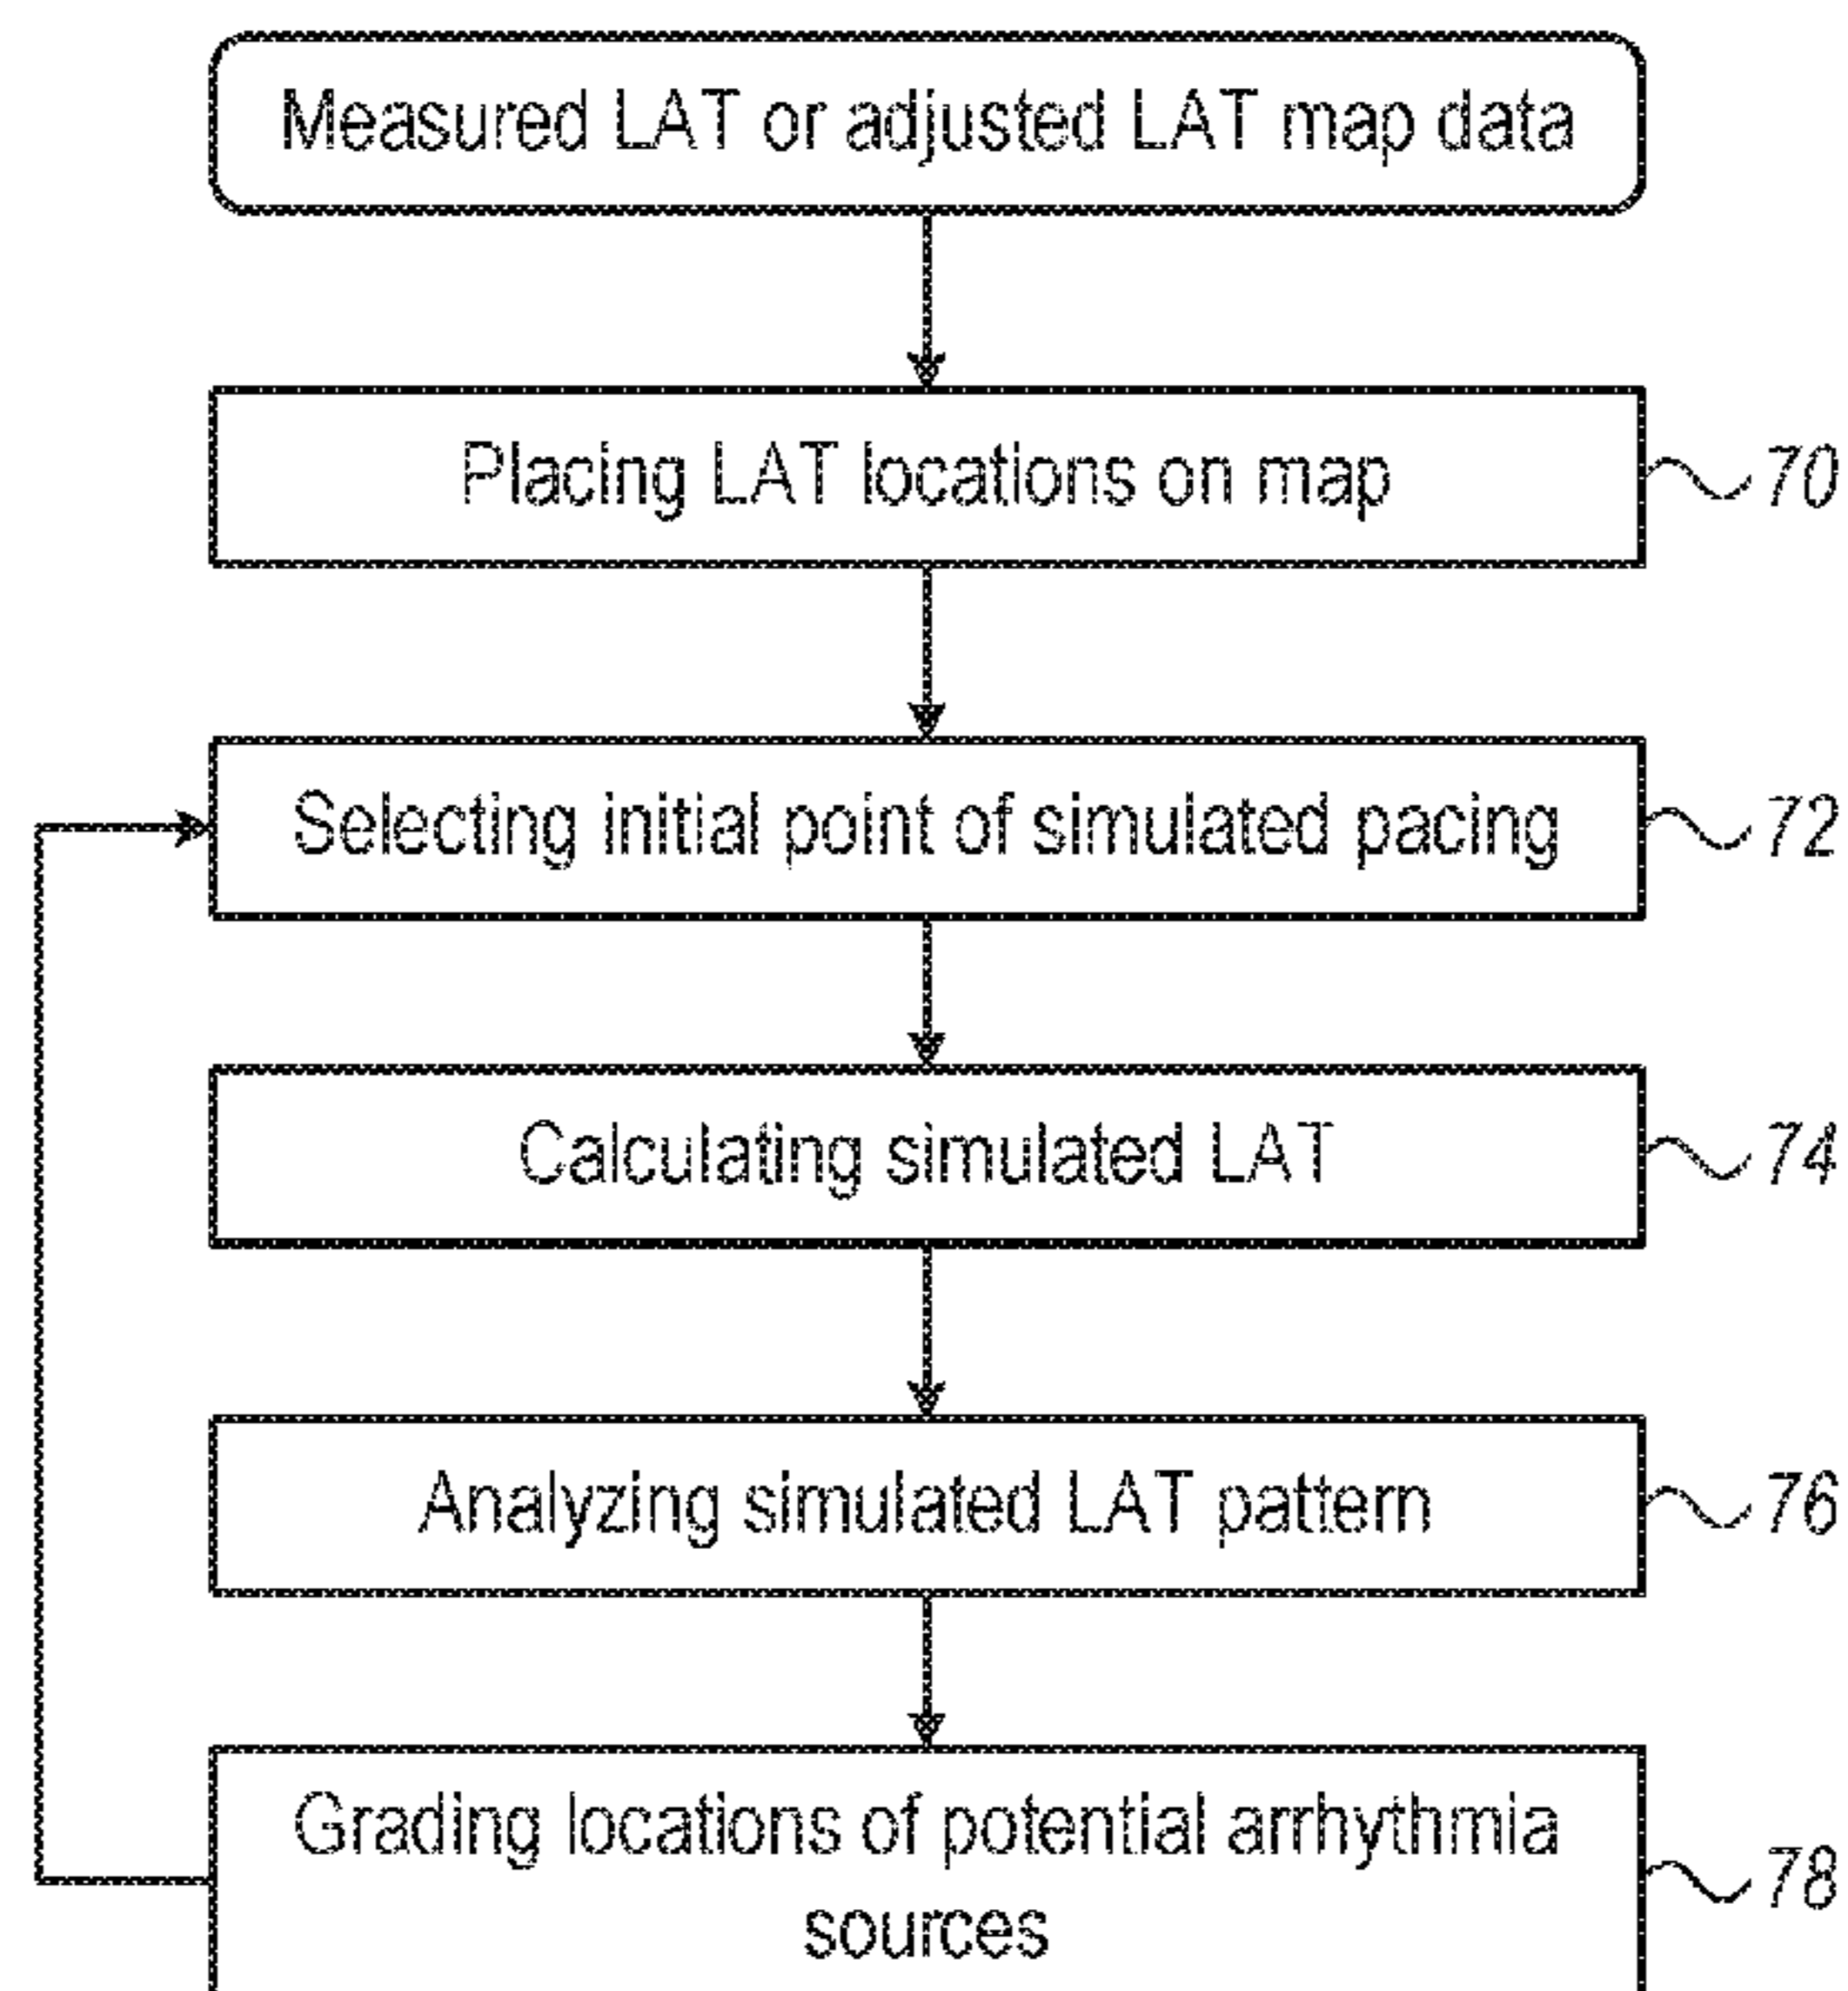 Measured LAT or adjusted LAT map data
Placing LAT locations on map
70
Selecting initial point of simulated pacing
72
Calculating simulated LAT
74
Analyzing simulated LAT pattern
76
Grading locations of potential arrhythmia
sources
78